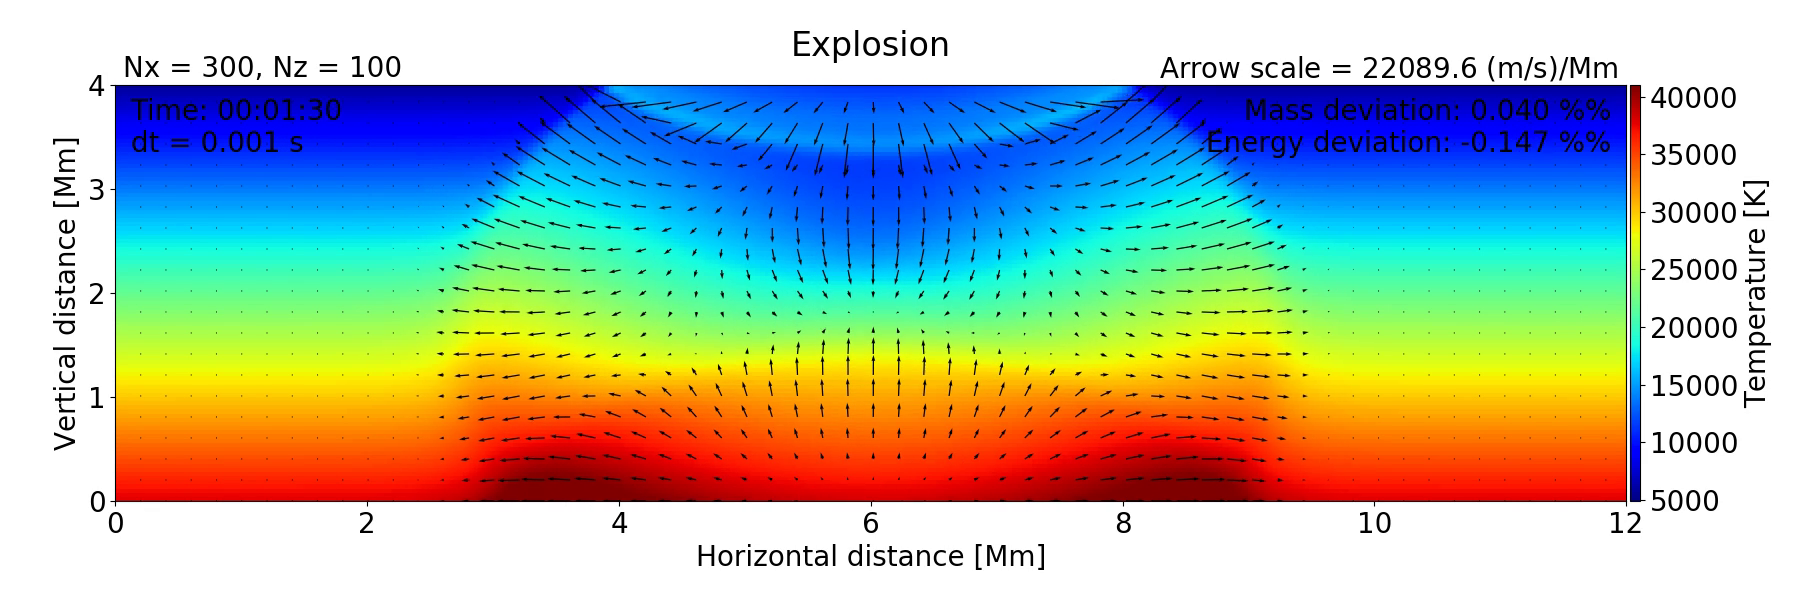 Explosion
Nx = 300, Nz = 100
Arrow scale = 22089.6 (m/s)/Mm
Time: 00:01:30
dt = 0.001 s
Mass deviation: 0.040 %%
Energy deviation: -0.147 %%
Vertical distance [Mm]
4
3
2
1
0
0 2 4 6 8 10 12
Horizontal distance [Mm]
40000
35000
30000
25000
20000
15000
10000
5000
Temperature [K]